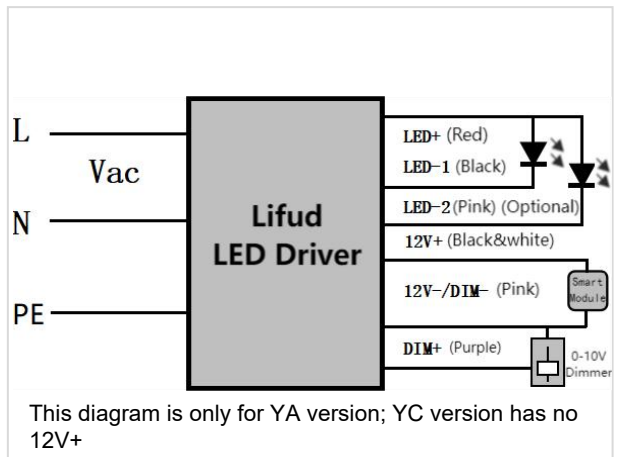 L
Vac
N
PE
Lifud
LED Driver
LED+ (Red)
LED-1 (Black)
LED-2(Pink) (Optional)
12V+ (Black&white)
12V-/DIM- (Pink)
Smart
Module
DIM+ (Purple)
0-10V
Dimmer
This diagram is only for YA version; YC version has no
12V+